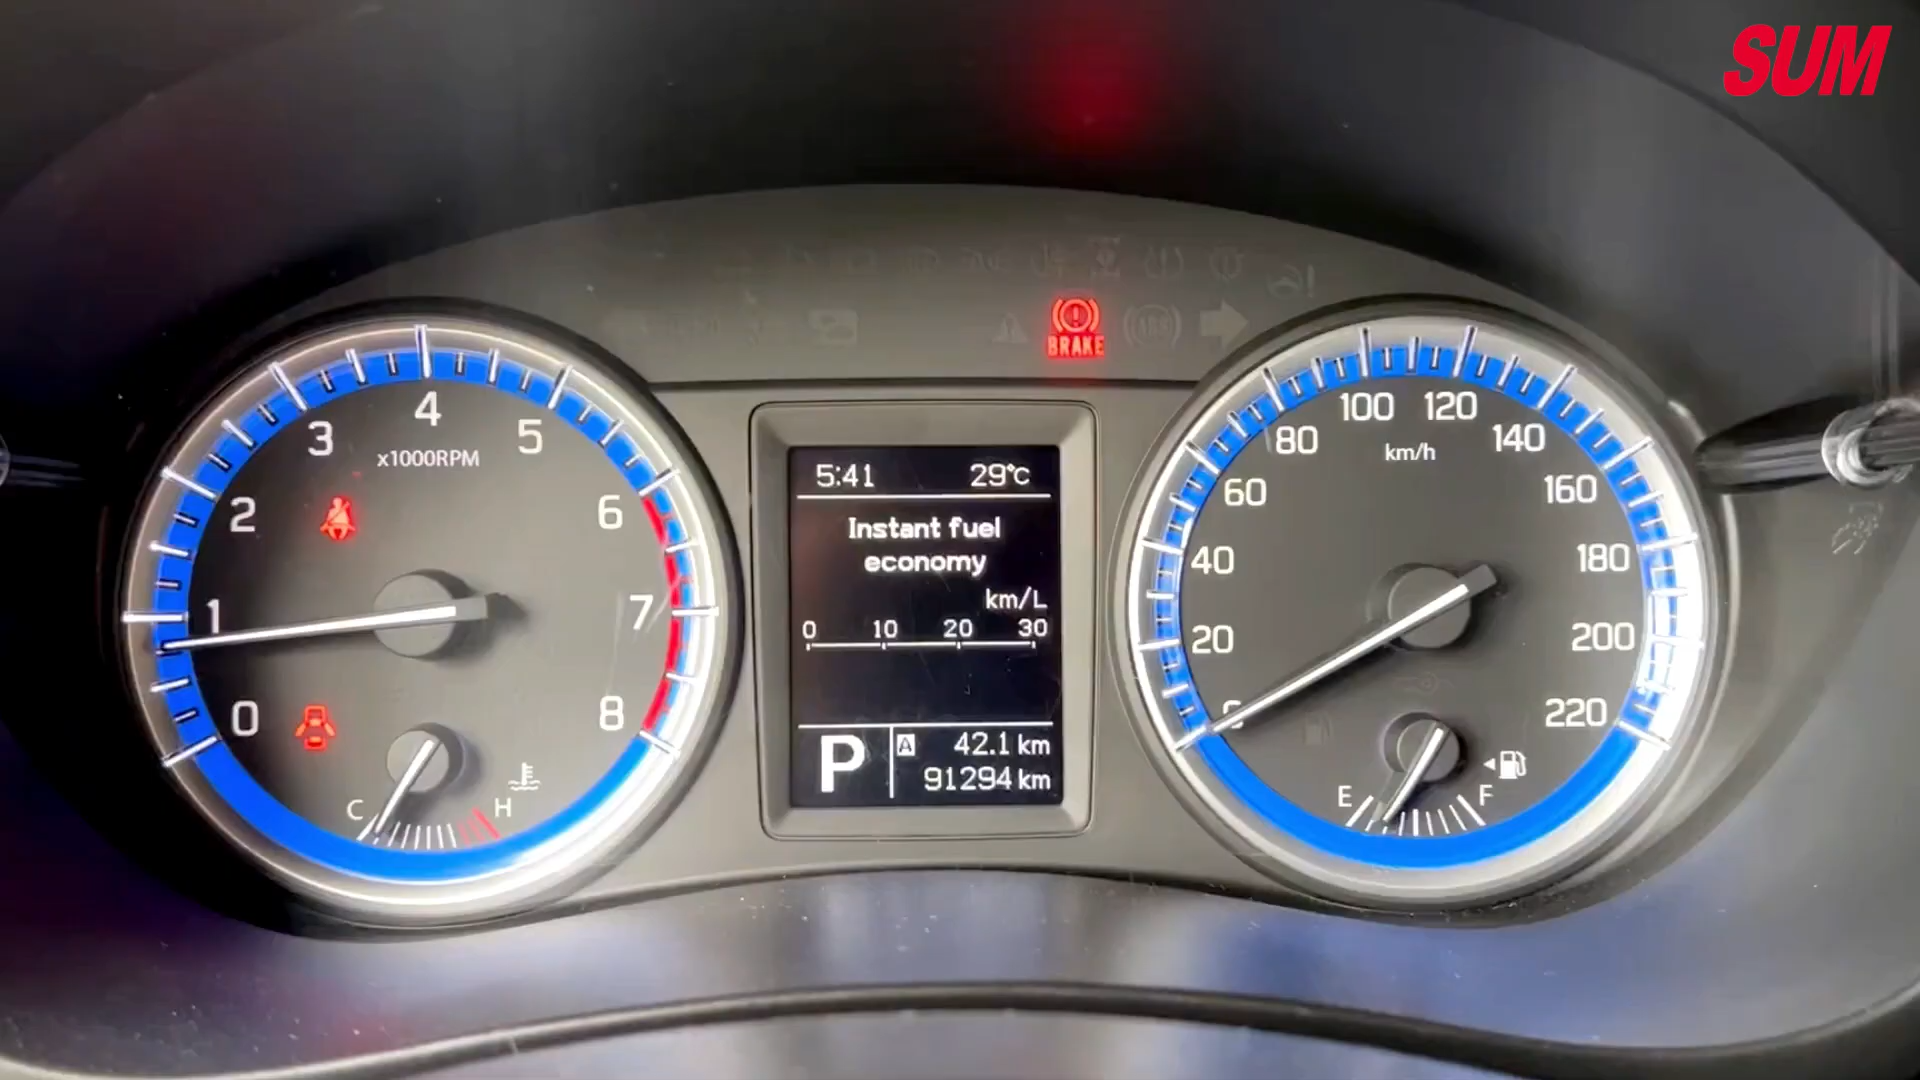 SUM
BRAKE
0 1 2 3 4 5 6 7 8
x1000RPM
C H
5:41 29°C
Instant fuel
economy
km/L
0 10 20 30
P A 42.1 km
91294 km
20 40 60 80 100 120 140 160 180 200 220
km/h
E F